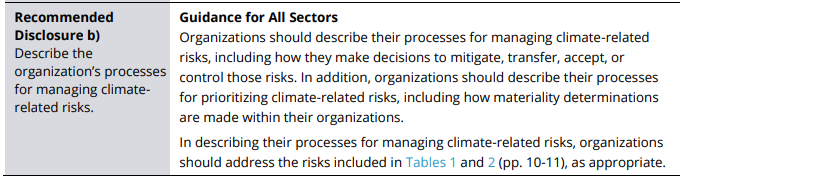 Recommended
Disclosure b)
Describe the
organization's processes
for managing climate-
related risks.
Guidance for All Sectors
Organizations should describe their processes for managing climate-related
risks, including how they make decisions to mitigate, transfer, accept, or
control those risks. In addition, organizations should describe their processes
for prioritizing climate-related risks, including how materiality determinations
are made within their organizations.
In describing their processes for managing climate-related risks, organizations
should address the risks included in Tables 1 and 2 (pp. 10-11), as appropriate.